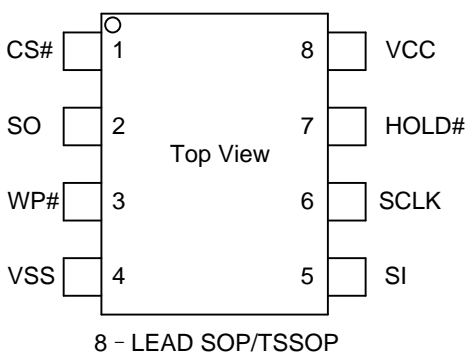 CS# 1 8 VCC
SO 2 7 HOLD#
Top View
WP# 3 6 SCLK
VSS 4 5 SI
8 - LEAD SOP/TSSOP